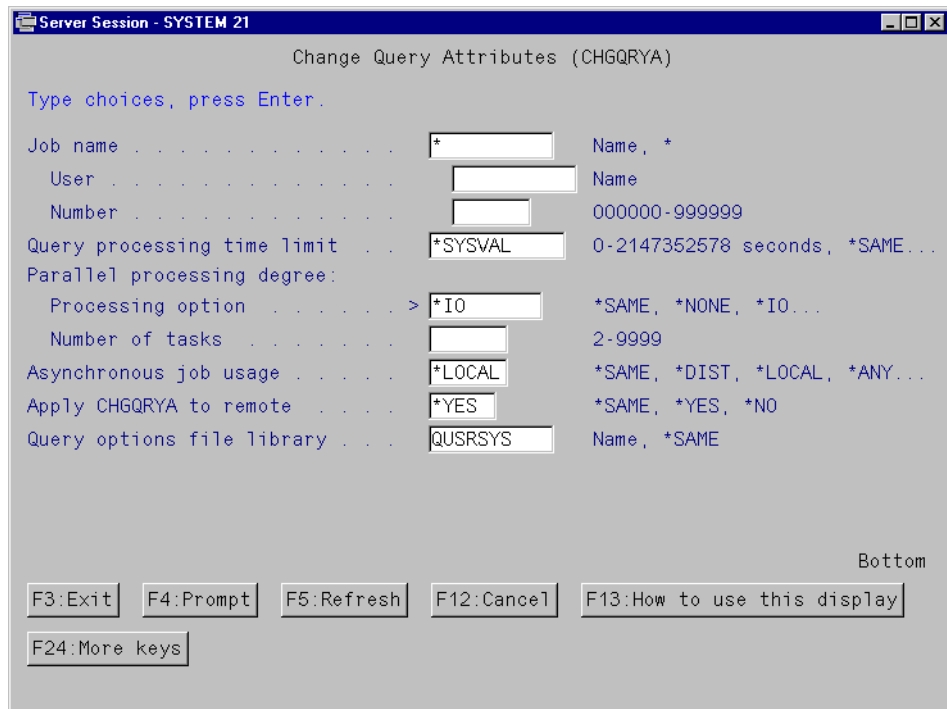 Server Session - SYSTEM 21
Change Query Attributes (CHGQRYA)
Type choices, press Enter.
Job name . . . . . . . . . . . . * Name, *
User . . . . . . . . . . . . . Name
Number . . . . . . . . . . . . 000000-999999
Query processing time limit . . *SYSVAL 0-2147352578 seconds, *SAME...
Parallel processing degree:
Processing option . . . . . . > *IO *SAME, *NONE, *IO...
Number of tasks . . . . . . . 2-9999
Asynchronous job usage . . . . . *LOCAL *SAME, *DIST, *LOCAL, *ANY...
Apply CHGQRYA to remote . . . . *YES *SAME, *YES, *NO
Query options file library . . . QUSRSYS Name, *SAME
Bottom
F3:Exit F4:Prompt F5:Refresh F12:Cancel F13:How to use this display
F24:More keys